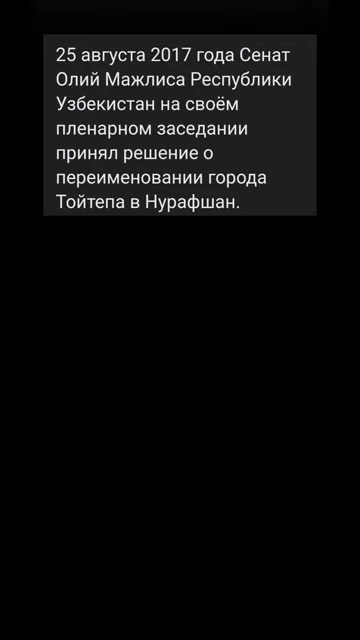 25 августа 2017 года Сенат
Олий Мажлиса Республики
Узбекистан на своём
пленарном заседании
принял решение о
переименовании города
Тойтепа в Нурафшан.